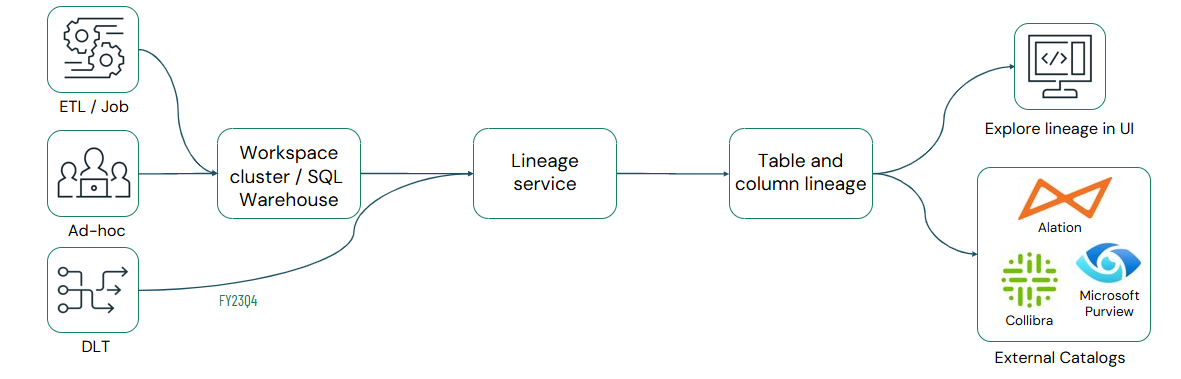 ETL / Job
Ad-hoc
DLT
FY23Q4
Workspace
cluster / SQL
Warehouse
Lineage
service
Table and
column lineage
</>
Explore lineage in UI
Alation
Collibra
Microsoft
Purview
External Catalogs